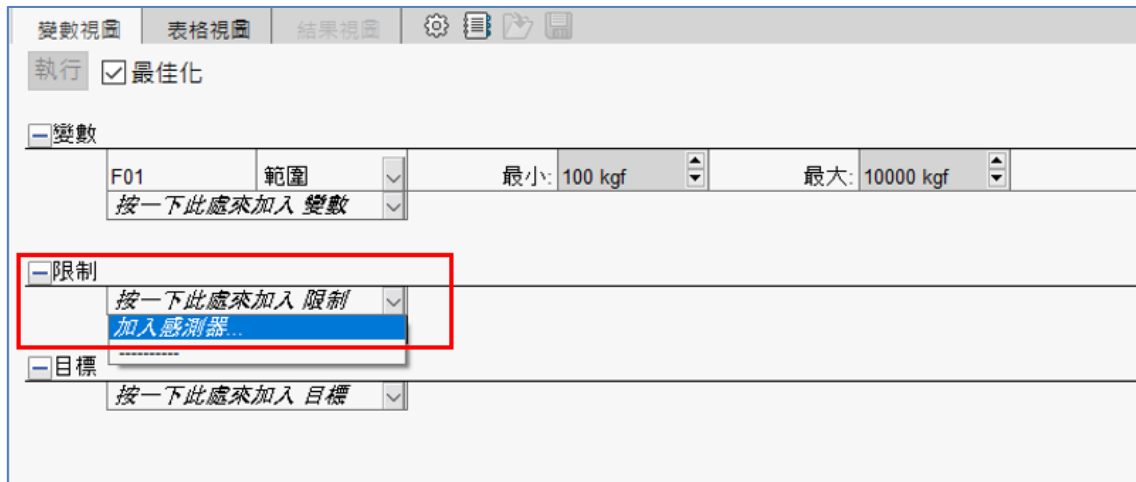 變數視圖 表格視圖 結果視圖
執行 最佳化
變數
F01 範圍 最小: 100 kgf 最大: 10000 kgf
按一下此處來加入 變數
限制
按一下此處來加入 限制
加入感測器...
----------
目標
按一下此處來加入 目標